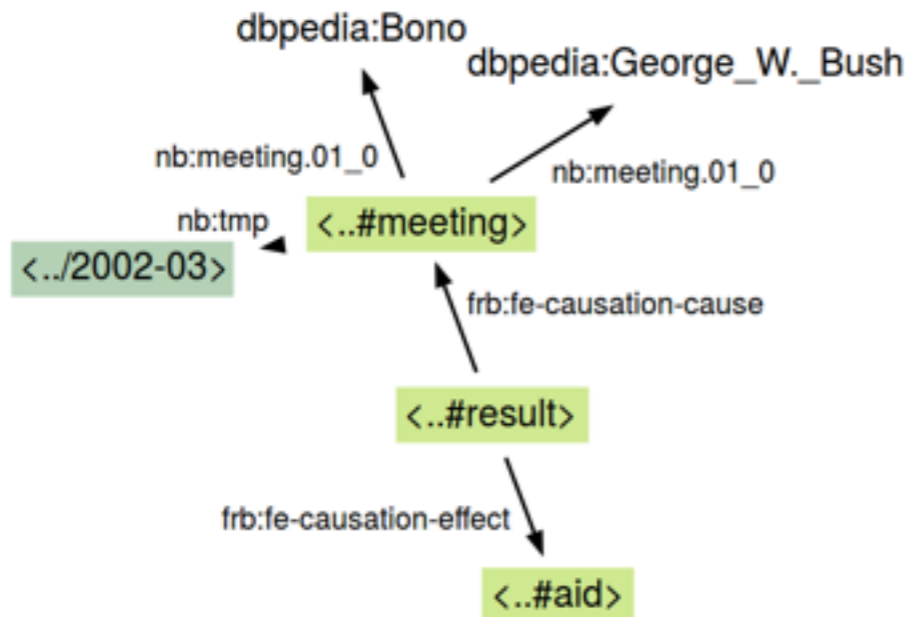 dbpedia:Bono
dbpedia:George_W._Bush
nb:meeting.01_0
nb:meeting.01_0
nb:tmp
<..#meeting>
<../2002-03>
frb:fe-causation-cause
<..#result>
frb:fe-causation-effect
<..#aid>